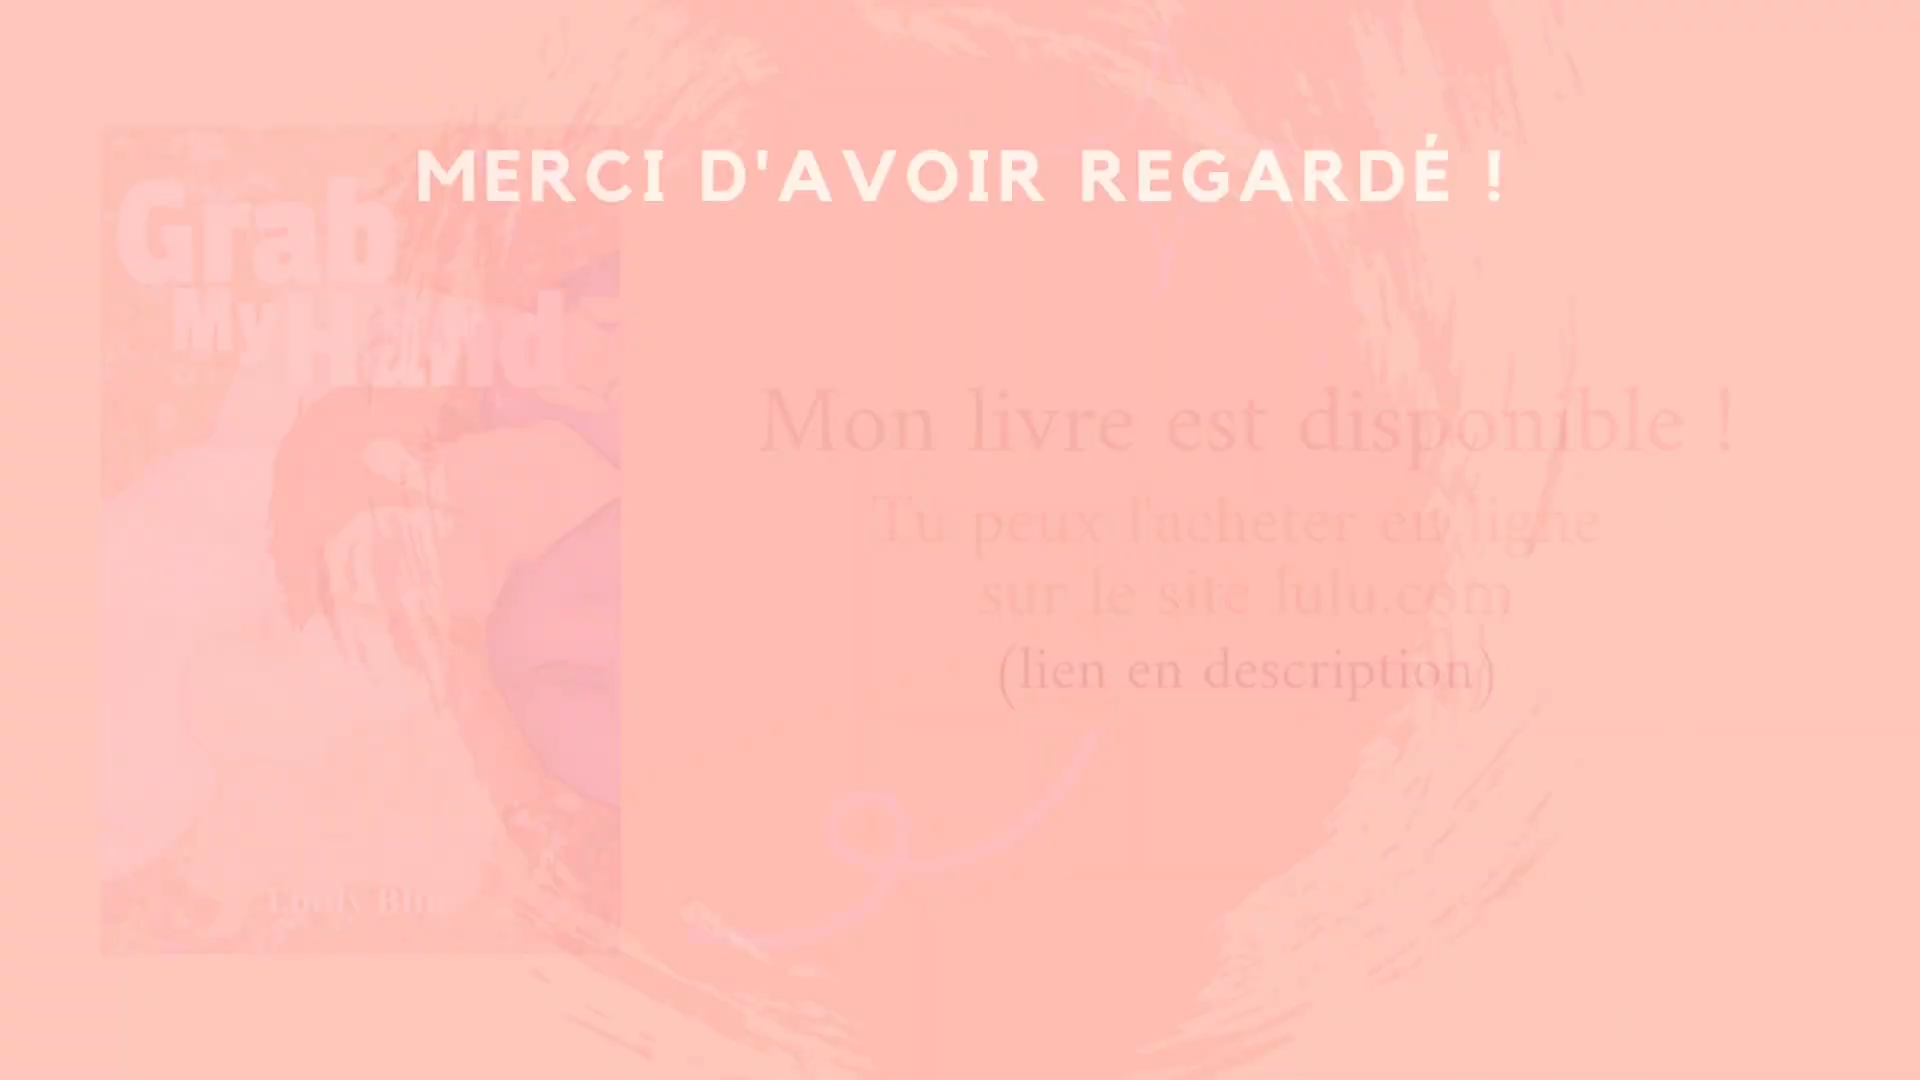 MERCI D'AVOIR REGARDÉ !
Grab
My Hand
Mon livre est disponible !
Tu peux l'acheter en ligne
sur le site lulu.com
(lien en description)